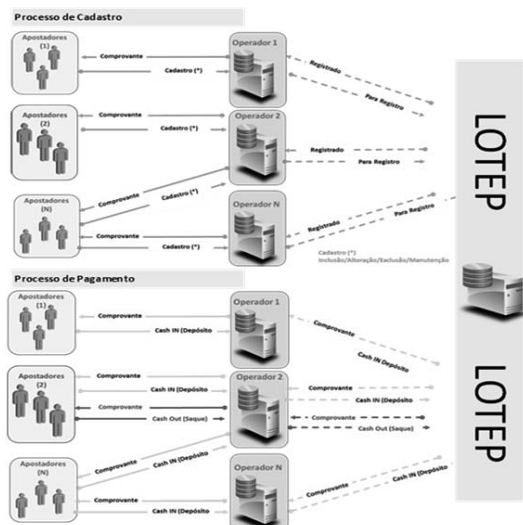 Processo de Cadastro
Apostadores
(1)
Comprovante
Cadastro (*)
Operador 1
Registrado
Para Registro
Apostadores
(2)
Comprovante
Cadastro (*)
Operador 2
Registrado
Para Registro
Apostadores
(N)
Comprovante
Cadastro (*)
Comprovante
Cadastro (*)
Operador N
Registrado
Para Registro
Cadastro (*)
Inclusão/Alteração/Exclusão/Manutenção
LOTEP
Processo de Pagamento
Apostadores
(1)
Comprovante
Cash IN (Depósito
Operador 1
Comprovante
Cash IN (Depósito
Apostadores
(2)
Comprovante
Cash IN (Depósito
Comprovante
Cash Out (Saque)
Operador 2
Comprovante
Cash IN (Depósito
Comprovante
Cash Out (Saque)
Apostadores
(N)
Comprovante
Cash IN (Depósito
Comprovante
Cash IN (Depósito
Operador N
Comprovante
Cash IN (Depósito
LOTEP